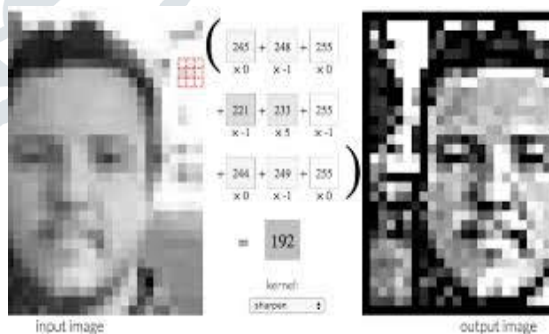 ( 245 + 248 + 255
x 0 x -1 x 0
+ 221 + 233 + 255
x -1 x 5 x -1
+ 244 + 249 + 255 )
x 0 x -1 x 0
= 192
kernel:
sharpen
input image
output image